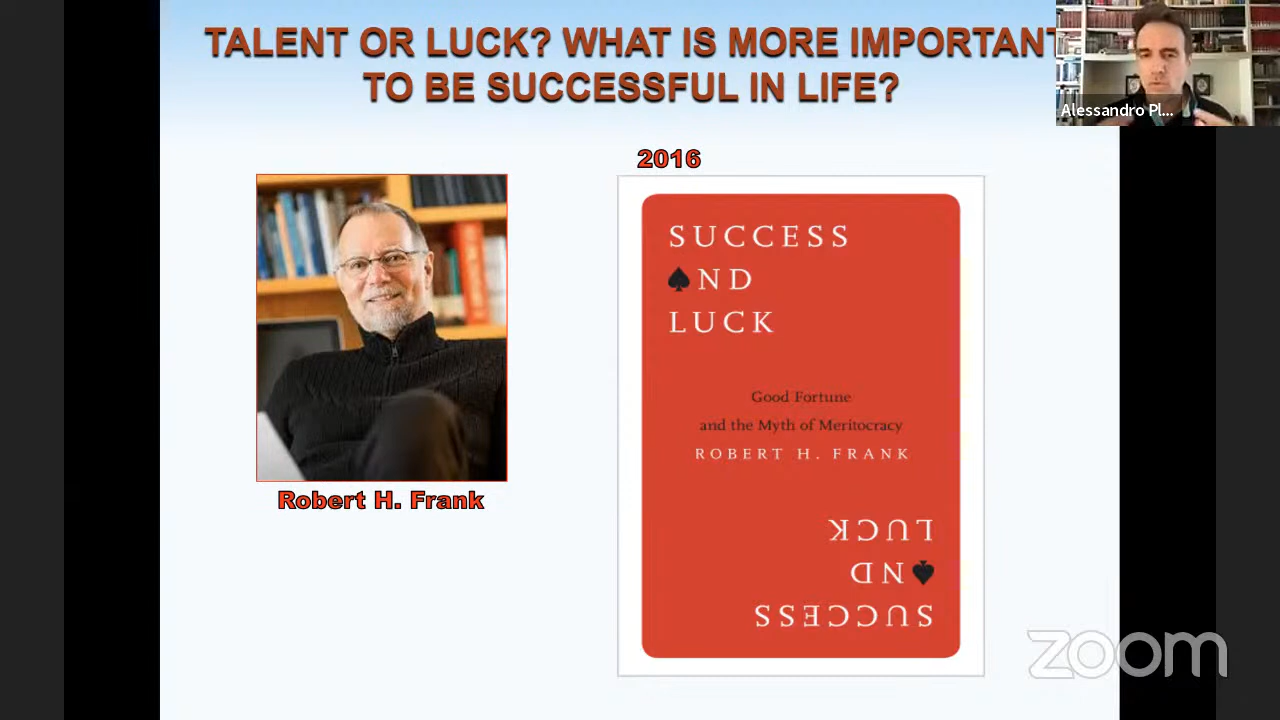 TALENT OR LUCK? WHAT IS MORE IMPORTANT
TO BE SUCCESSFUL IN LIFE?
Alessandro Pl...
2016
SUCCESS
♠ND
LUCK
Good Fortune
and the Myth of Meritocracy
ROBERT H. FRANK
SUCCESS
♠ND
LUCK
Robert H. Frank
zoom